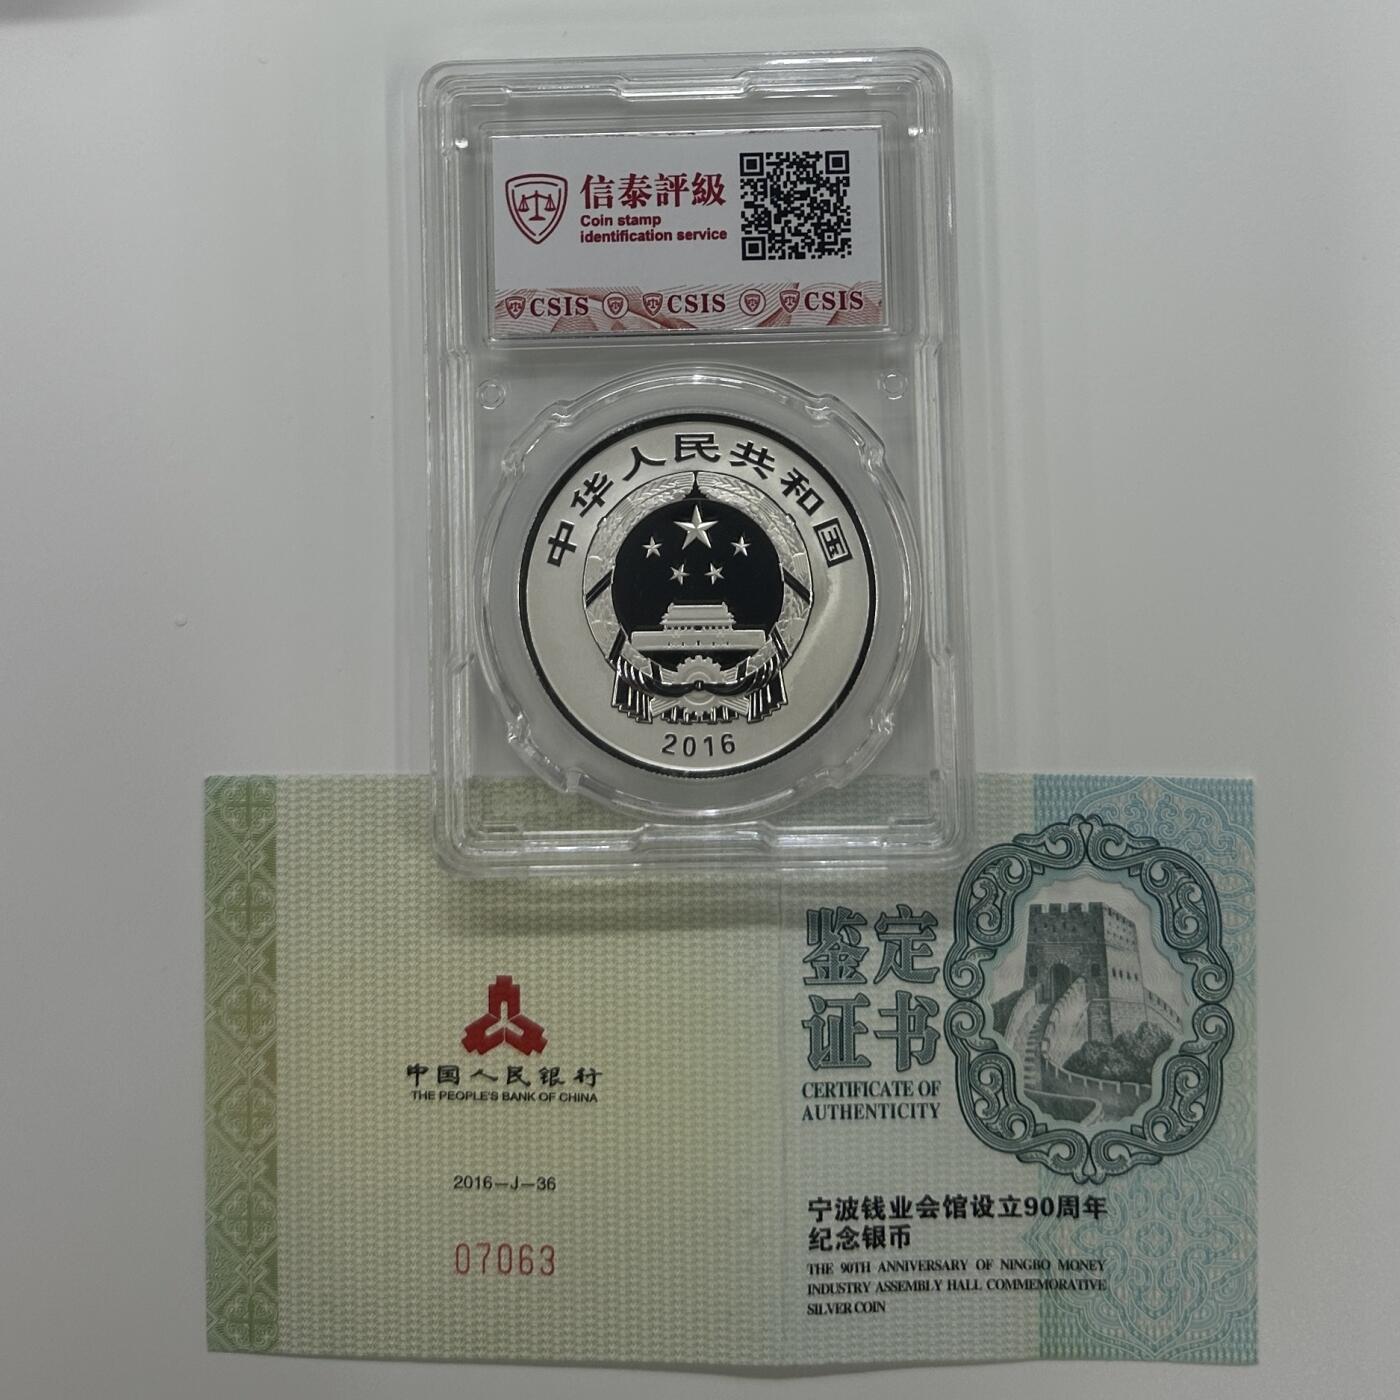 信泰評級
Coin stamp
identification service
CSIS CSIS CSIS
中华人民共和国
2016
中国人民银行
THE PEOPLE'S BANK OF CHINA
2016-J-36
07063
鉴定
证书
CERTIFICATE OF
AUTHENTICITY
宁波钱业会馆设立90周年
纪念银币
THE 90TH ANNIVERSARY OF NINGBO MONEY
INDUSTRY ASSEMBLY HALL COMMEMORATIVE
SILVER COIN